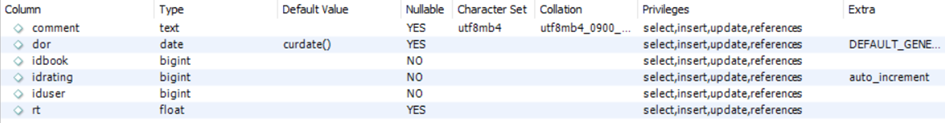 Column Type Default Value Nullable Character Set Collation Privileges Extra
comment text YES utf8mb4 utf8mb4_0900_... select,insert,update,references
dor date curdate() YES select,insert,update,references DEFAULT_GENE...
idbook bigint NO select,insert,update,references
idrating bigint NO select,insert,update,references auto_increment
iduser bigint NO select,insert,update,references
rt float YES select,insert,update,references